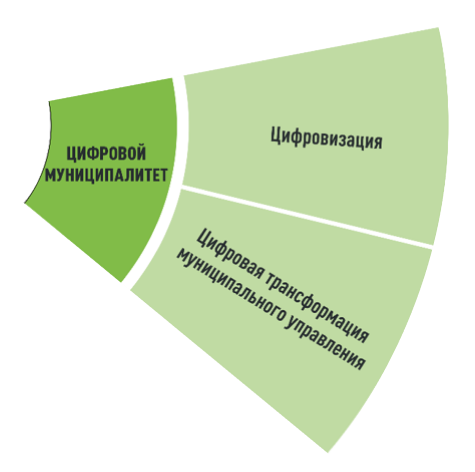 ЦИФРОВОЙ
МУНИЦИПАЛИТЕТ
Цифровизация
Цифровая трансформация
муниципального управления